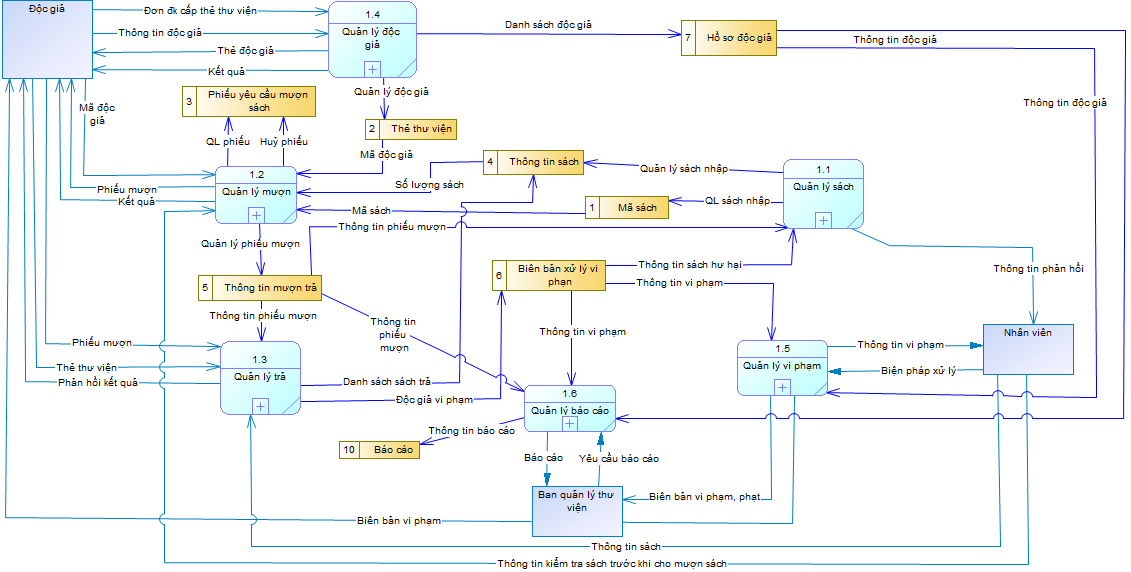 Độc giả
Đơn đk cấp thẻ thư viện
Thông tin độc giả
Thẻ độc giả
Kết quả
1.4
Quản lý độc
giả
Danh sách độc giả
7
Hồ sơ độc giả
Thông tin độc giả
Thông tin độc giả
Quản lý độc giả
Mã độc
giả
3
Phiếu yêu cầu mượn
sách
2
Thẻ thư viện
QL phiếu
Huỷ phiếu
Mã độc giả
4
Thông tin sách
1.1
Quản lý sách
Quản lý sách nhập
1.2
Quản lý mượn
Số lượng sách
Phiếu mượn
Kết quả
QL sách nhập
1
Mã sách
Mã sách
Thông tin phiếu mượn
Quản lý phiếu mượn
Thông tin sách hư hại
Thông tin phản hồi
6
Biên bản xử lý vi
phạn
Thông tin vi phạm
5
Thông tin mượn trả
Thông tin phiếu mượn
Thông tin
phiếu
mượn
Thông tin vi phạm
Nhân viên
Phiếu mượn
1.3
Quản lý trả
1.5
Quản lý vi phạm
Thông tin vi phạm
Thẻ thư viện
Biện pháp xử lý
Phản hồi kết quả
Danh sách sách trả
Độc giả vi phạm
1.6
Quản lý báo cáo
Thông tin báo cáo
10
Báo cáo
Báo cáo
Yêu cầu báo cáo
Ban quản lý thư
viện
Biên bản vi phạm, phạt
Biên bản vi phạm
Thông tin sách
Thông tin kiểm tra sách trước khi cho mượn sách